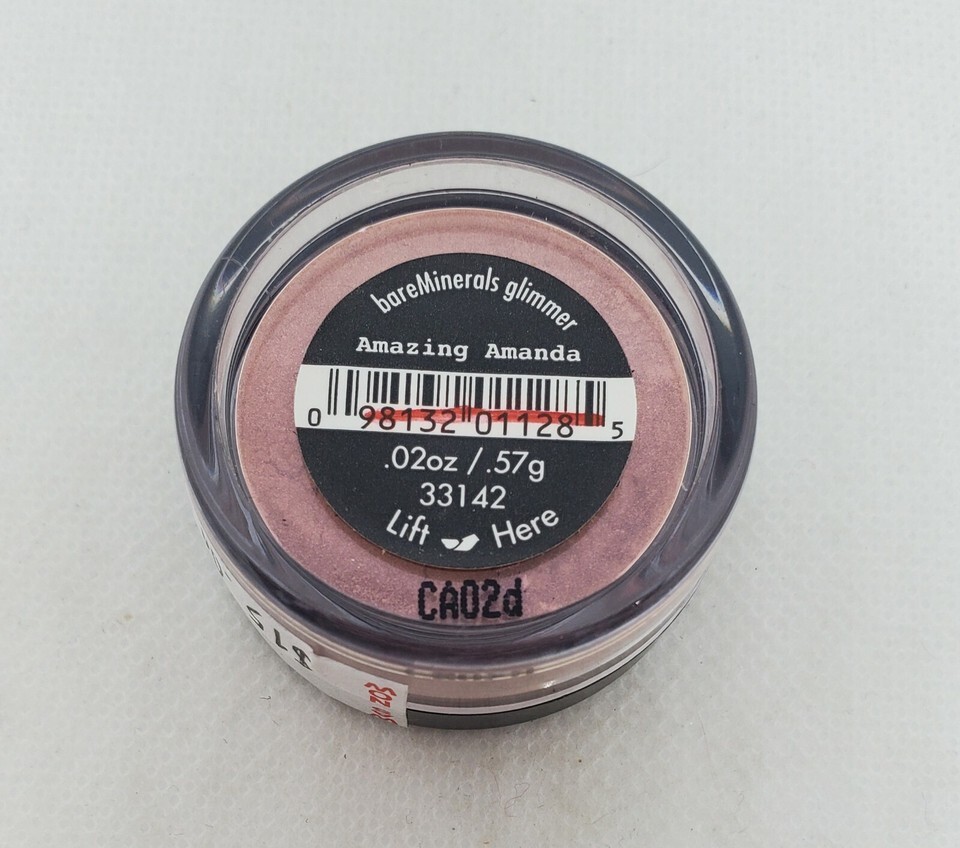 bareMinerals glimmer
Amazing Amanda
0 98132 01128 5
.02oz / .57g
33142
Lift Here
CA02d